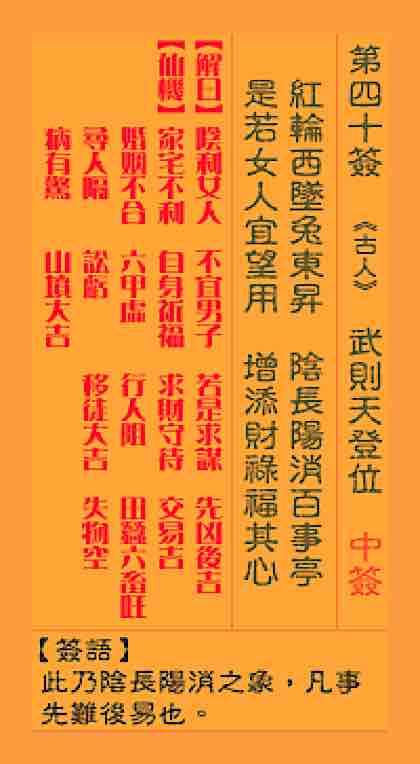 第四十簽 《古人》 武則天登位 中簽
紅輪西墜兔東昇 陰長陽消百事亭
是若女人宜望用 增添財祿福其心
【解曰】陰利女人 不宜男子 若是求謀 先凶後吉
【仙機】家宅不利 自身祈福 求財守待 交易吉
婚姻不合 六甲虛 行人阻 田蠶六畜旺
尋人隔 訟虧 移徙大吉 失物空
病有驚 山墳大吉
【簽語】
此乃陰長陽消之象，凡事
先難後易也。